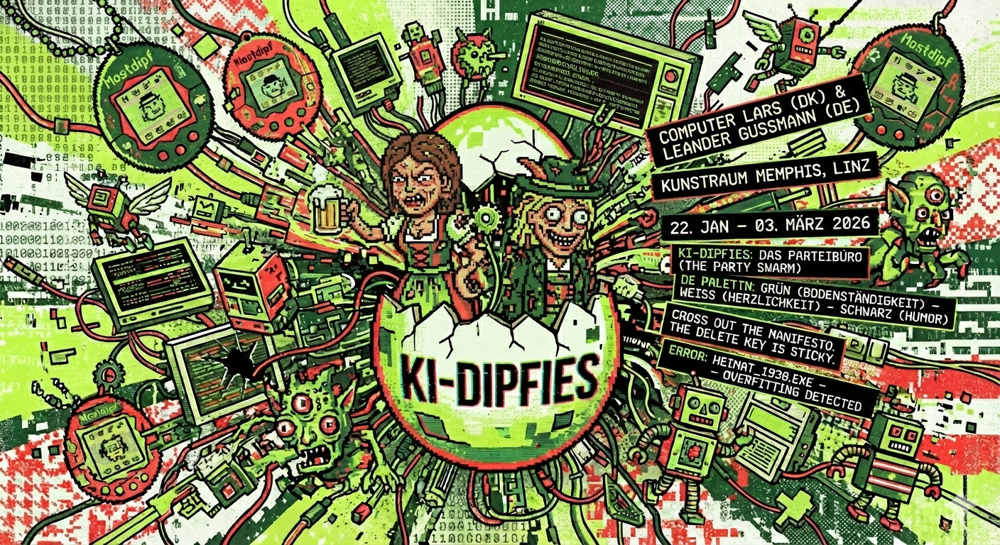 Mostdipf
Mostdipf
Mostdipf
COMPUTER LARS (DK) &
LEANDER GUSSMANN (DE)
KUNSTRAUM MEMPHIS, LINZ
22. JAN – 03. MÄRZ 2026
KI-DIPFIES: DAS PARTEIBÜRO
(THE PARTY SWARM)
DE PALETTN: GRÜN (BODENSTÄNDIGKEIT) –
WEISS (HERZLICHKEIT) – SCHNARZ (HUMOR)
CROSS OUT THE MANIFESTO,
THE DELETE KEY IS STICKY.
ERROR: HEINAT_1938.EXE –
– OVERFITTING DETECTED
KI-DIPFIES